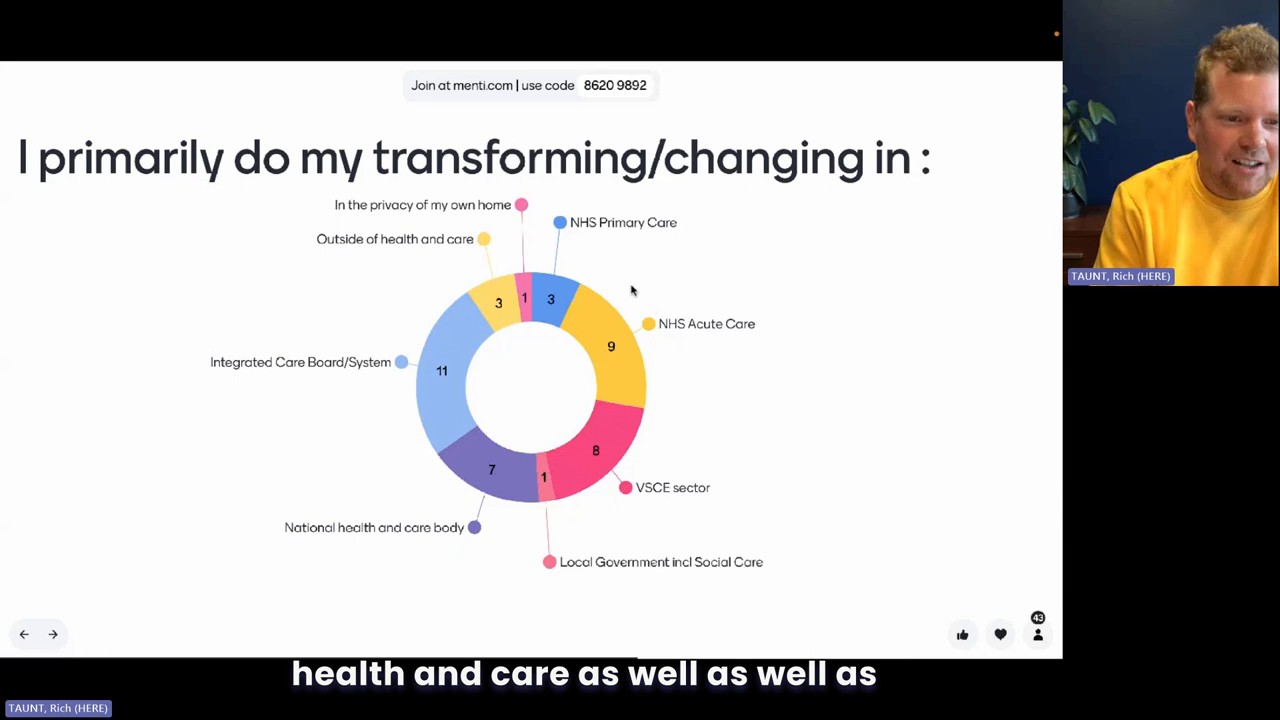 Join at menti.com | use code 8620 9892
I primarily do my transforming/changing in :
In the privacy of my own home
NHS Primary Care
Outside of health and care
3
1
3
NHS Acute Care
9
Integrated Care Board/System
11
8
7
1
VSCE sector
National health and care body
Local Government incl Social Care
43
health and care as well as well as
TAUNT, Rich (HERE)
TAUNT, Rich (HERE)